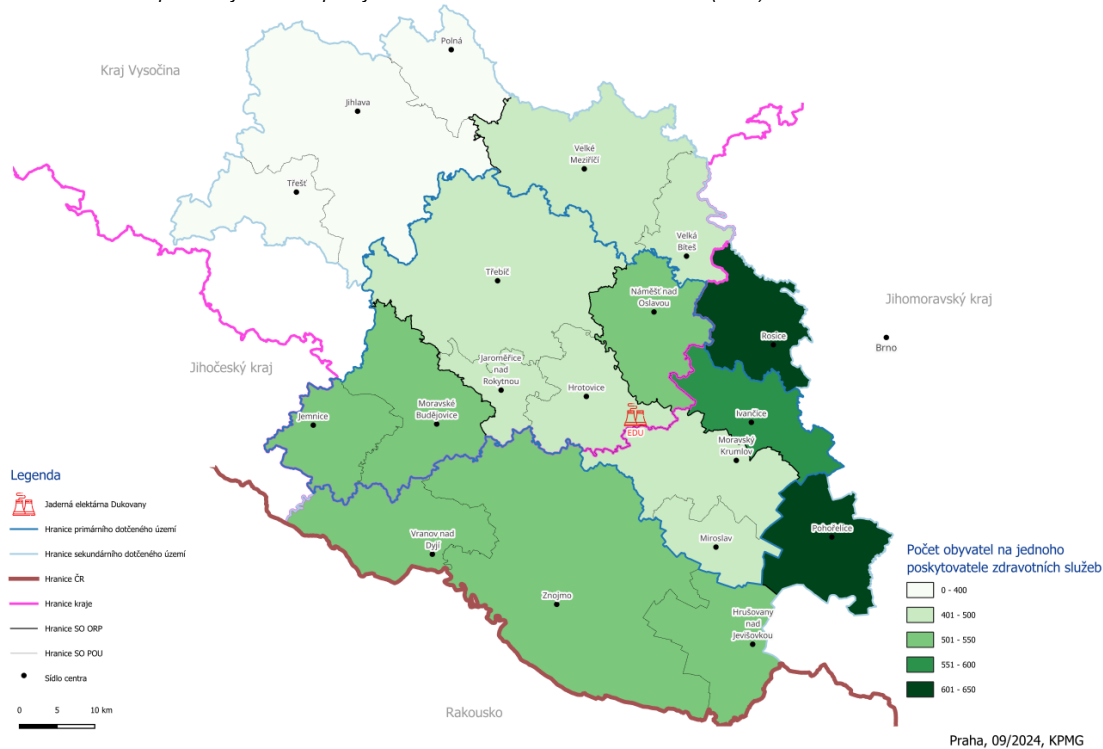 Polná
Kraj Vysočina
Jihlava
Velké
Meziříčí
Třešť
Velká
Bíteš
Třebíč
Náměšť nad
Oslavou
Jihomoravský kraj
Rosice
Brno
Jihočeský kraj
Jaroměřice
nad
Rokytnou
Hrotovice
Jemnice
Moravské
Budějovice
EDU
Ivančice
Moravský
Krumlov
Legenda
Jaderná elektárna Dukovany
Hranice primárního dotčeného území
Hranice sekundárního dotčeného území
Hranice ČR
Hranice kraje
Hranice SO ORP
Hranice SO POU
Sídlo centra
0 5 10 km
Vranov nad
Dyjí
Miroslav
Pohořelice
Znojmo
Hrušovany
nad
Jevišovkou
Rakousko
Počet obyvatel na jednoho
poskytovatele zdravotních služeb
0 - 400
401 - 500
501 - 550
551 - 600
601 - 650
Praha, 09/2024, KPMG